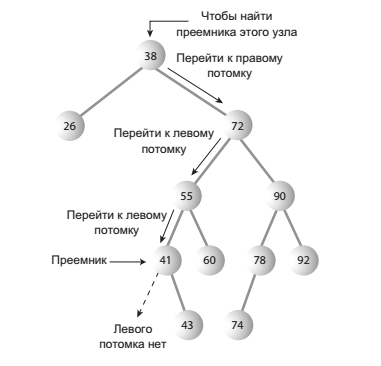 Чтобы найти
преемника этого узла
38
Перейти к правому
потомку
26
72
Перейти к левому
потомку
55
90
Перейти к левому
потомку
Преемник
41
60
78
92
Левого
потомка нет
43
74